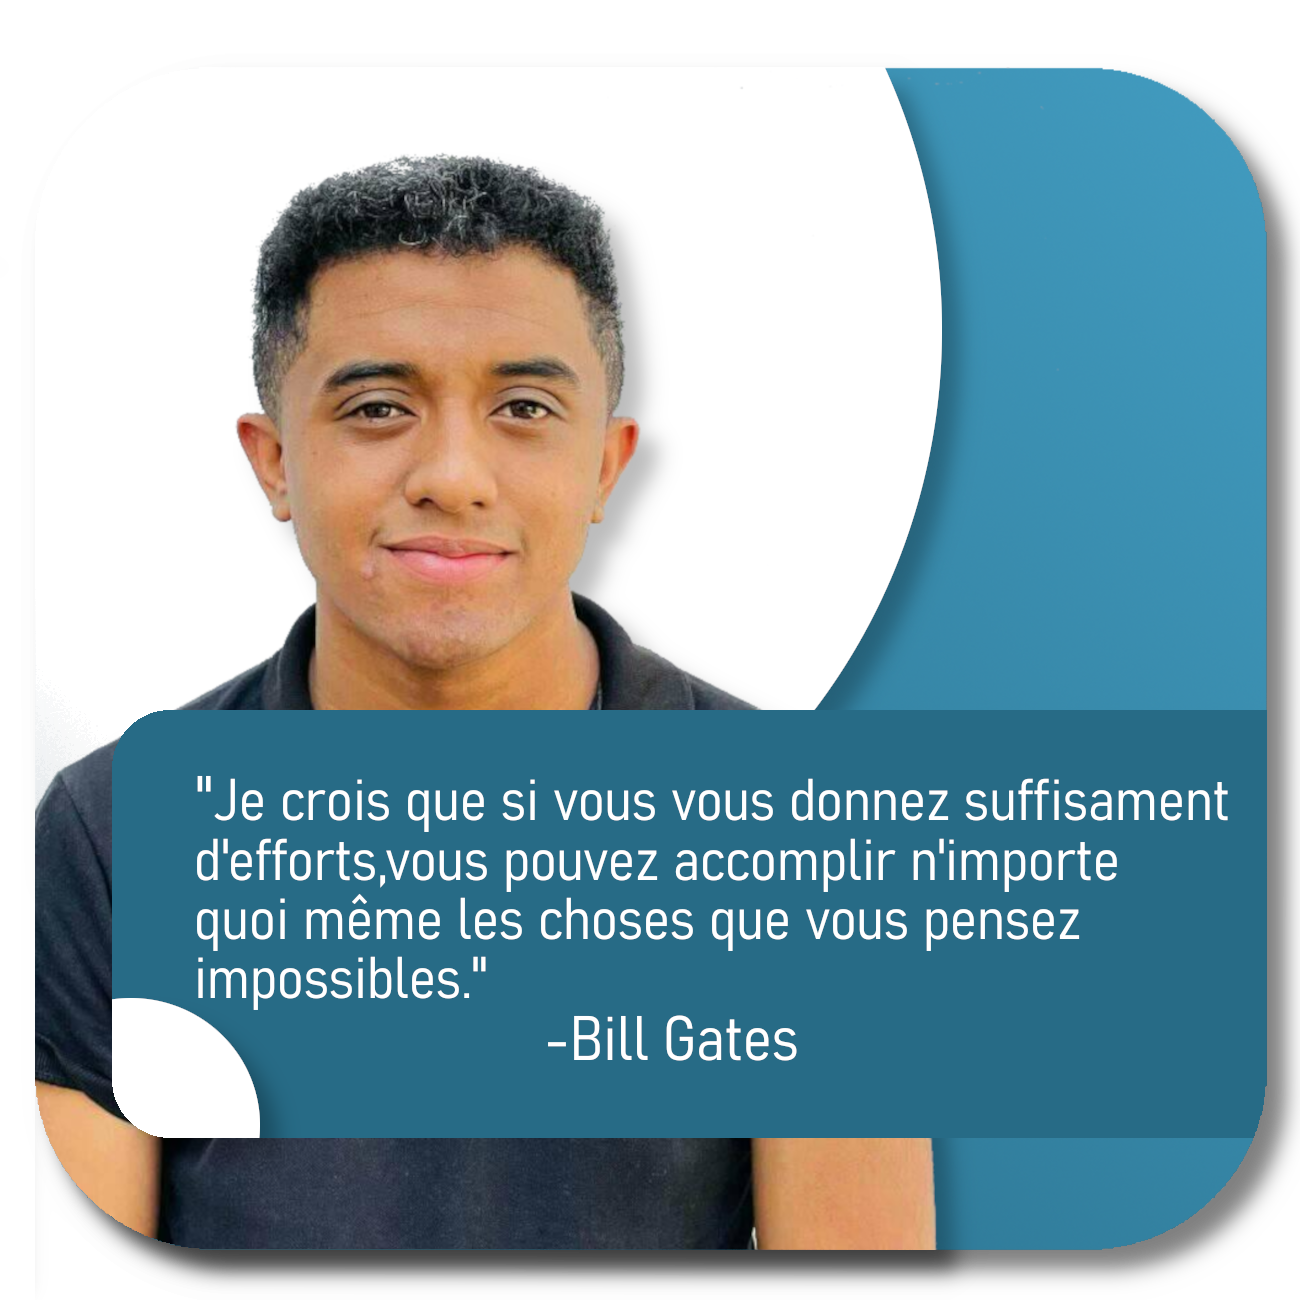 "Je crois que si vous vous donnez suffisament
d'efforts,vous pouvez accomplir n'importe
quoi même les choses que vous pensez
impossibles."
-Bill Gates